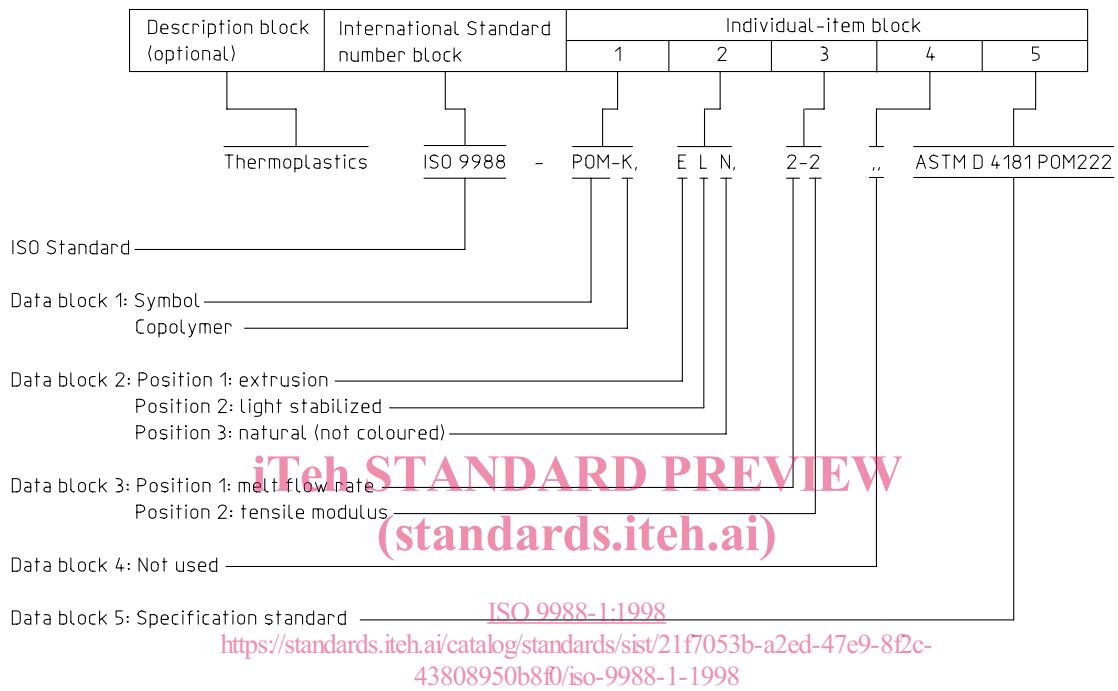 Description block (optional)
International Standard number block
Individual-item block
1 2 3 4 5
Thermoplastics ISO 9988 - POM-K, E L N, 2-2 ,, ASTM D 4181 POM222
ISO Standard
Data block 1: Symbol
Copolymer
Data block 2: Position 1: extrusion
Position 2: light stabilized
Position 3: natural (not coloured)
iTeh STANDARD PREVIEW
Data block 3: Position 1: melt flow rate
Position 2: tensile modulus
(standards.iteh.ai)
Data block 4: Not used
Data block 5: Specification standard
ISO 9988-1:1998
https://standards.iteh.ai/catalog/standards/sist/21f7053b-a2ed-47e9-8f2c-
43808950b8f0/iso-9988-1-1998